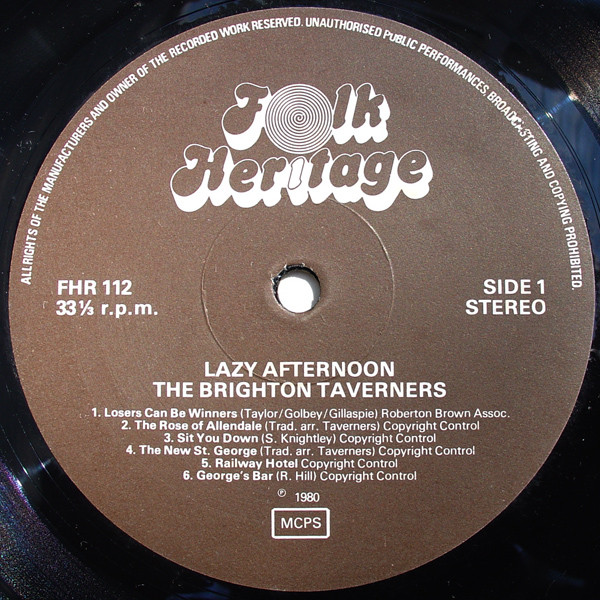 ALL RIGHTS OF THE MANUFACTURERS AND OWNER OF THE RECORDED WORK RESERVED. UNAUTHORISED PUBLIC PERFORMANCES, BROADCASTING AND COPYING PROHIBITED.
Folk
Heritage
FHR 112 SIDE 1
33⅓ r.p.m. STEREO
LAZY AFTERNOON
THE BRIGHTON TAVERNERS
1. Losers Can Be Winners (Taylor/Golbey/Gillaspie) Roberton Brown Assoc.
2. The Rose of Allendale (Trad. arr. Taverners) Copyright Control
3. Sit You Down (S. Knightley) Copyright Control
4. The New St. George (Trad. arr. Taverners) Copyright Control
5. Railway Hotel Copyright Control
6. George's Bar (R. Hill) Copyright Control
℗ 1980
MCPS